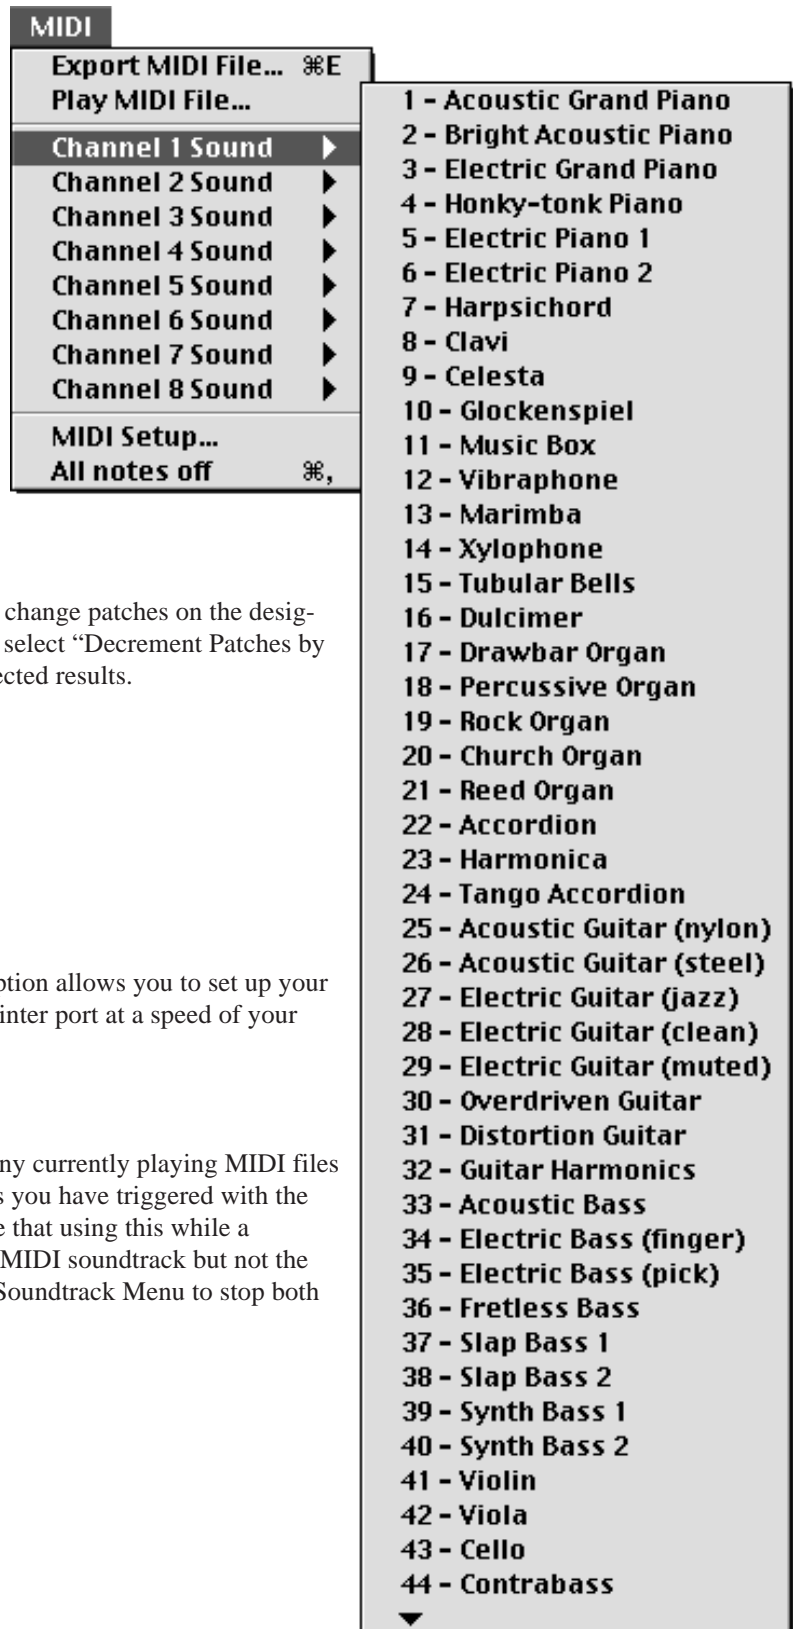 MIDI
Export MIDI File... ⌘E
Play MIDI File...
Channel 1 Sound
Channel 2 Sound
Channel 3 Sound
Channel 4 Sound
Channel 5 Sound
Channel 6 Sound
Channel 7 Sound
Channel 8 Sound
MIDI Setup...
All notes off ⌘,
1 - Acoustic Grand Piano
2 - Bright Acoustic Piano
3 - Electric Grand Piano
4 - Honky-tonk Piano
5 - Electric Piano 1
6 - Electric Piano 2
7 - Harpsichord
8 - Clavi
9 - Celesta
10 - Glockenspiel
11 - Music Box
12 - Vibraphone
13 - Marimba
14 - Xylophone
15 - Tubular Bells
16 - Dulcimer
17 - Drawbar Organ
18 - Percussive Organ
19 - Rock Organ
20 - Church Organ
21 - Reed Organ
22 - Accordion
23 - Harmonica
24 - Tango Accordion
25 - Acoustic Guitar (nylon)
26 - Acoustic Guitar (steel)
27 - Electric Guitar (jazz)
28 - Electric Guitar (clean)
29 - Electric Guitar (muted)
30 - Overdriven Guitar
31 - Distortion Guitar
32 - Guitar Harmonics
33 - Acoustic Bass
34 - Electric Bass (finger)
35 - Electric Bass (pick)
36 - Fretless Bass
37 - Slap Bass 1
38 - Slap Bass 2
39 - Synth Bass 1
40 - Synth Bass 2
41 - Violin
42 - Viola
43 - Cello
44 - Contrabass
change patches on the desig-
select “Decrement Patches by
ected results.
ption allows you to set up your
inter port at a speed of your
ny currently playing MIDI files
s you have triggered with the
e that using this while a
MIDI soundtrack but not the
Soundtrack Menu to stop both